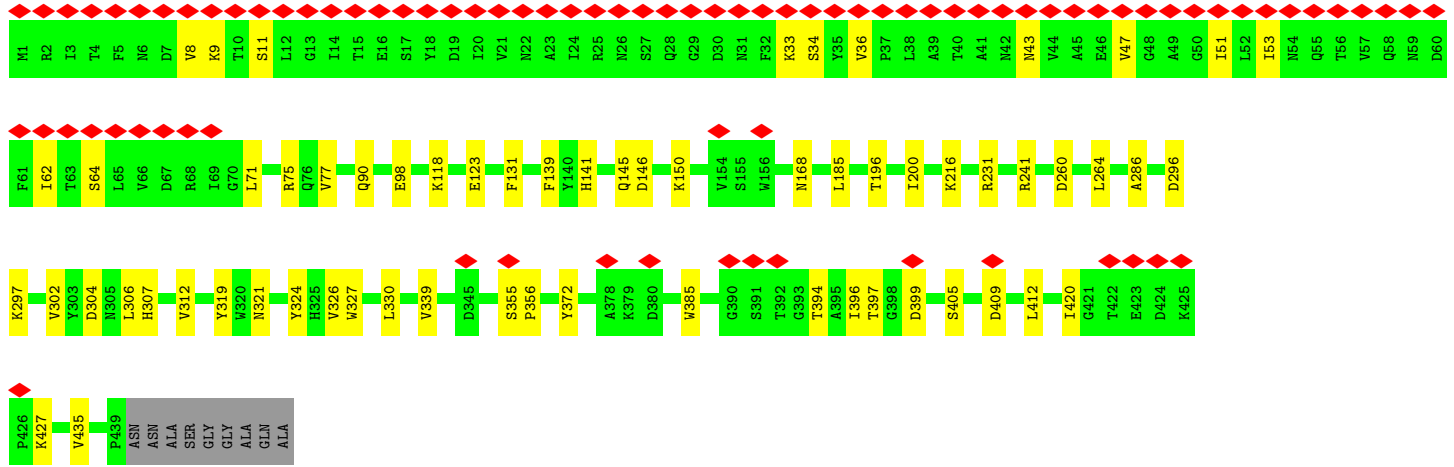 M1 R2 I3 T4 F5 N6 D7 V8 K9 T10 S11 L12 G13 I14 T15 E16 S17 Y18 D19 I20 V21 N22 A23 I24 R25 N26 S27 Q28 G29 D30 N31 F32 K33 S34 Y35 V36 P37 L38 A39 T40 A41 N42 N43 V44 A45 E46 V47 G48 A49 G50 I51 L52 I53 N54 Q55 T56 V57 Q58 N59 D60
F61 I62 T63 S64 L65 V66 D67 R68 I69 G70 L71 R75 Q76 V77 Q90 E98 K118 E123 F131 F139 Y140 H141 Q145 D146 K150 V154 S155 W156 N168 L185 T196 I200 K216 R231 R241 D260 L264 A286 D296
K297 V302 Y303 D304 N305 L306 H307 V312 Y319 W320 N321 Y324 H325 V326 W327 L330 V339 D345 S355 P356 Y372 A378 K379 D380 W385 G390 S391 T392 G393 T394 A395 I396 T397 G398 D399 S405 D409 L412 I420 G421 T422 E423 D424 K425
P426 K427 V435 P439 ASN ASN ALA SER GLY GLY ALA GLN ALA